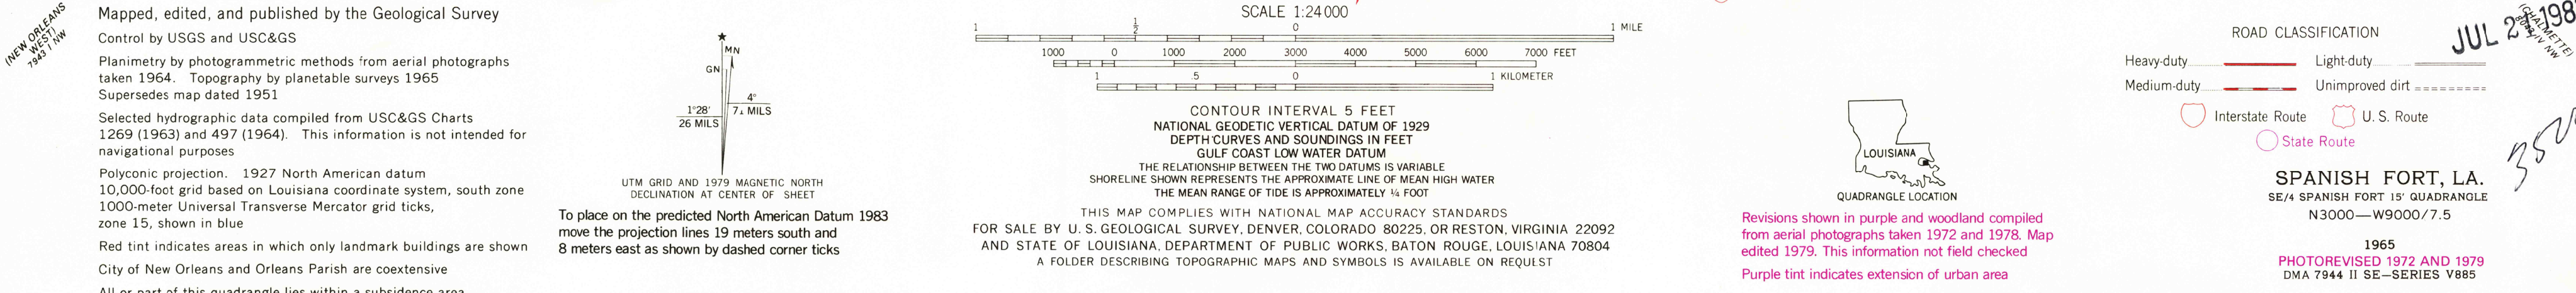 (NEW ORLEANS
WEST)
7943 I NW
Mapped, edited, and published by the Geological Survey
Control by USGS and USC&GS
Planimetry by photogrammetric methods from aerial photographs
taken 1964. Topography by planetable surveys 1965
Supersedes map dated 1951
Selected hydrographic data compiled from USC&GS Charts
1269 (1963) and 497 (1964). This information is not intended for
navigational purposes
Polyconic projection. 1927 North American datum
10,000-foot grid based on Louisiana coordinate system, south zone
1000-meter Universal Transverse Mercator grid ticks,
zone 15, shown in blue
Red tint indicates areas in which only landmark buildings are shown
City of New Orleans and Orleans Parish are coextensive
All or part of this quadrangle lies within a subsidence area
★
MN
GN
1°28'
26 MILS
4°
71 MILS
UTM GRID AND 1979 MAGNETIC NORTH
DECLINATION AT CENTER OF SHEET
To place on the predicted North American Datum 1983
move the projection lines 19 meters south and
8 meters east as shown by dashed corner ticks
SCALE 1:24 000
1 ½ 0 1 MILE
1000 0 1000 2000 3000 4000 5000 6000 7000 FEET
1 .5 0 1 KILOMETER
CONTOUR INTERVAL 5 FEET
NATIONAL GEODETIC VERTICAL DATUM OF 1929
DEPTH CURVES AND SOUNDINGS IN FEET
GULF COAST LOW WATER DATUM
THE RELATIONSHIP BETWEEN THE TWO DATUMS IS VARIABLE
SHORELINE SHOWN REPRESENTS THE APPROXIMATE LINE OF MEAN HIGH WATER
THE MEAN RANGE OF TIDE IS APPROXIMATELY ¼ FOOT
THIS MAP COMPLIES WITH NATIONAL MAP ACCURACY STANDARDS
FOR SALE BY U. S. GEOLOGICAL SURVEY, DENVER, COLORADO 80225, OR RESTON, VIRGINIA 22092
AND STATE OF LOUISIANA, DEPARTMENT OF PUBLIC WORKS, BATON ROUGE, LOUISIANA 70804
A FOLDER DESCRIBING TOPOGRAPHIC MAPS AND SYMBOLS IS AVAILABLE ON REQUEST
LOUISIANA
QUADRANGLE LOCATION
Revisions shown in purple and woodland compiled
from aerial photographs taken 1972 and 1978. Map
edited 1979. This information not field checked
Purple tint indicates extension of urban area
ROAD CLASSIFICATION
Heavy-duty Light-duty
Medium-duty Unimproved dirt
Interstate Route U. S. Route
State Route
JUL 2 198
(CHALMETTE)
IV NW
350
SPANISH FORT, LA.
SE/4 SPANISH FORT 15' QUADRANGLE
N3000—W9000/7.5
1965
PHOTOREVISED 1972 AND 1979
DMA 7944 II SE—SERIES V885